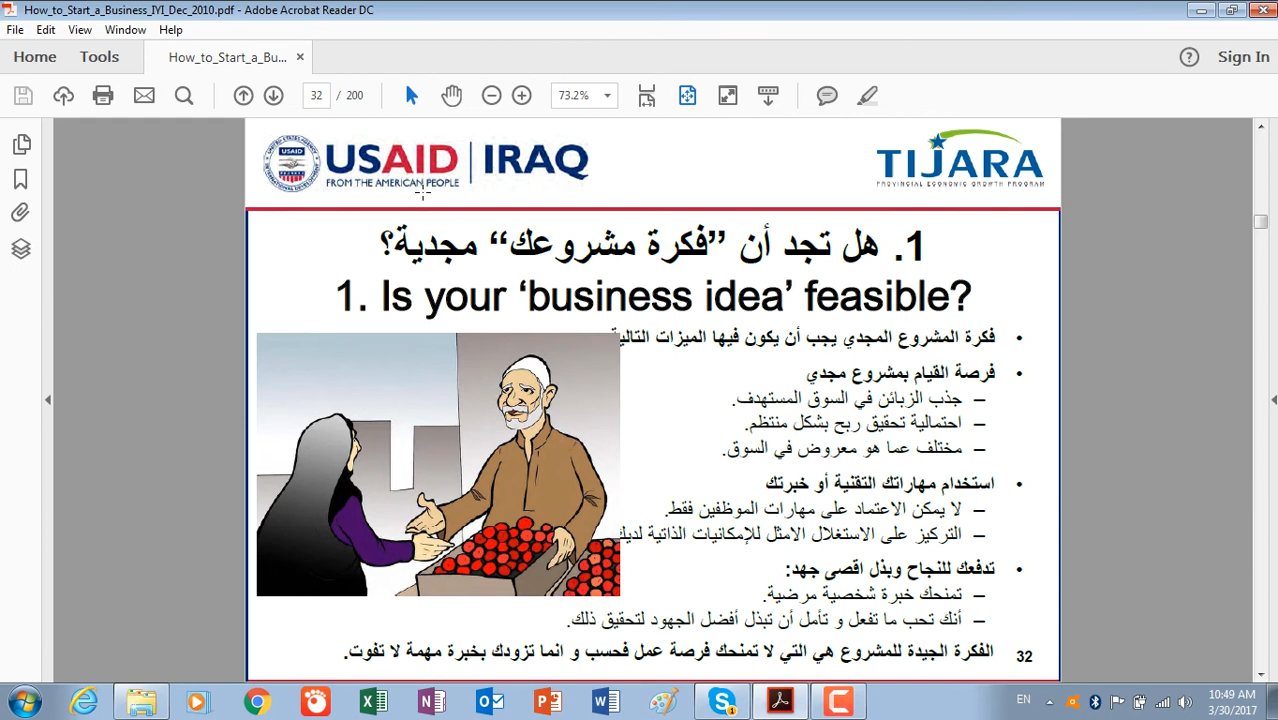 How_to_Start_a_Business_IYI_Dec_2010.pdf - Adobe Acrobat Reader DC
File Edit View Window Help
Home Tools How_to_Start_a_Bu... × ? Sign In
32 / 200 73.2%
USAID | IRAQ
FROM THE AMERICAN PEOPLE
TIJARA
PROVINCIAL ECONOMIC GROWTH PROGRAM
1. هل تجد أن ”فكرة مشروعك“ مجدية؟
1. Is your ‘business idea’ feasible?
• فكرة المشروع المجدي يجب أن يكون فيها الميزات التالية
• فرصة القيام بمشروع مجدي
– جذب الزبائن في السوق المستهدف.
– احتمالية تحقيق ربح بشكل منتظم.
– مختلف عما هو معروض في السوق.
• استخدام مهاراتك التقنية أو خبرتك
– لا يمكن الاعتماد على مهارات الموظفين فقط.
– التركيز على الاستغلال الامثل للإمكانيات الذاتية لديك
• تدفعك للنجاح وبذل اقصى جهد:
– تمنحك خبرة شخصية مرضية.
– أنك تحب ما تفعل و تأمل أن تبذل أفضل الجهود لتحقيق ذلك.
الفكرة الجيدة للمشروع هي التي لا تمنحك فرصة عمل فحسب و انما تزودك بخبرة مهمة لا تفوت.
32
EN
10:49 AM
3/30/2017